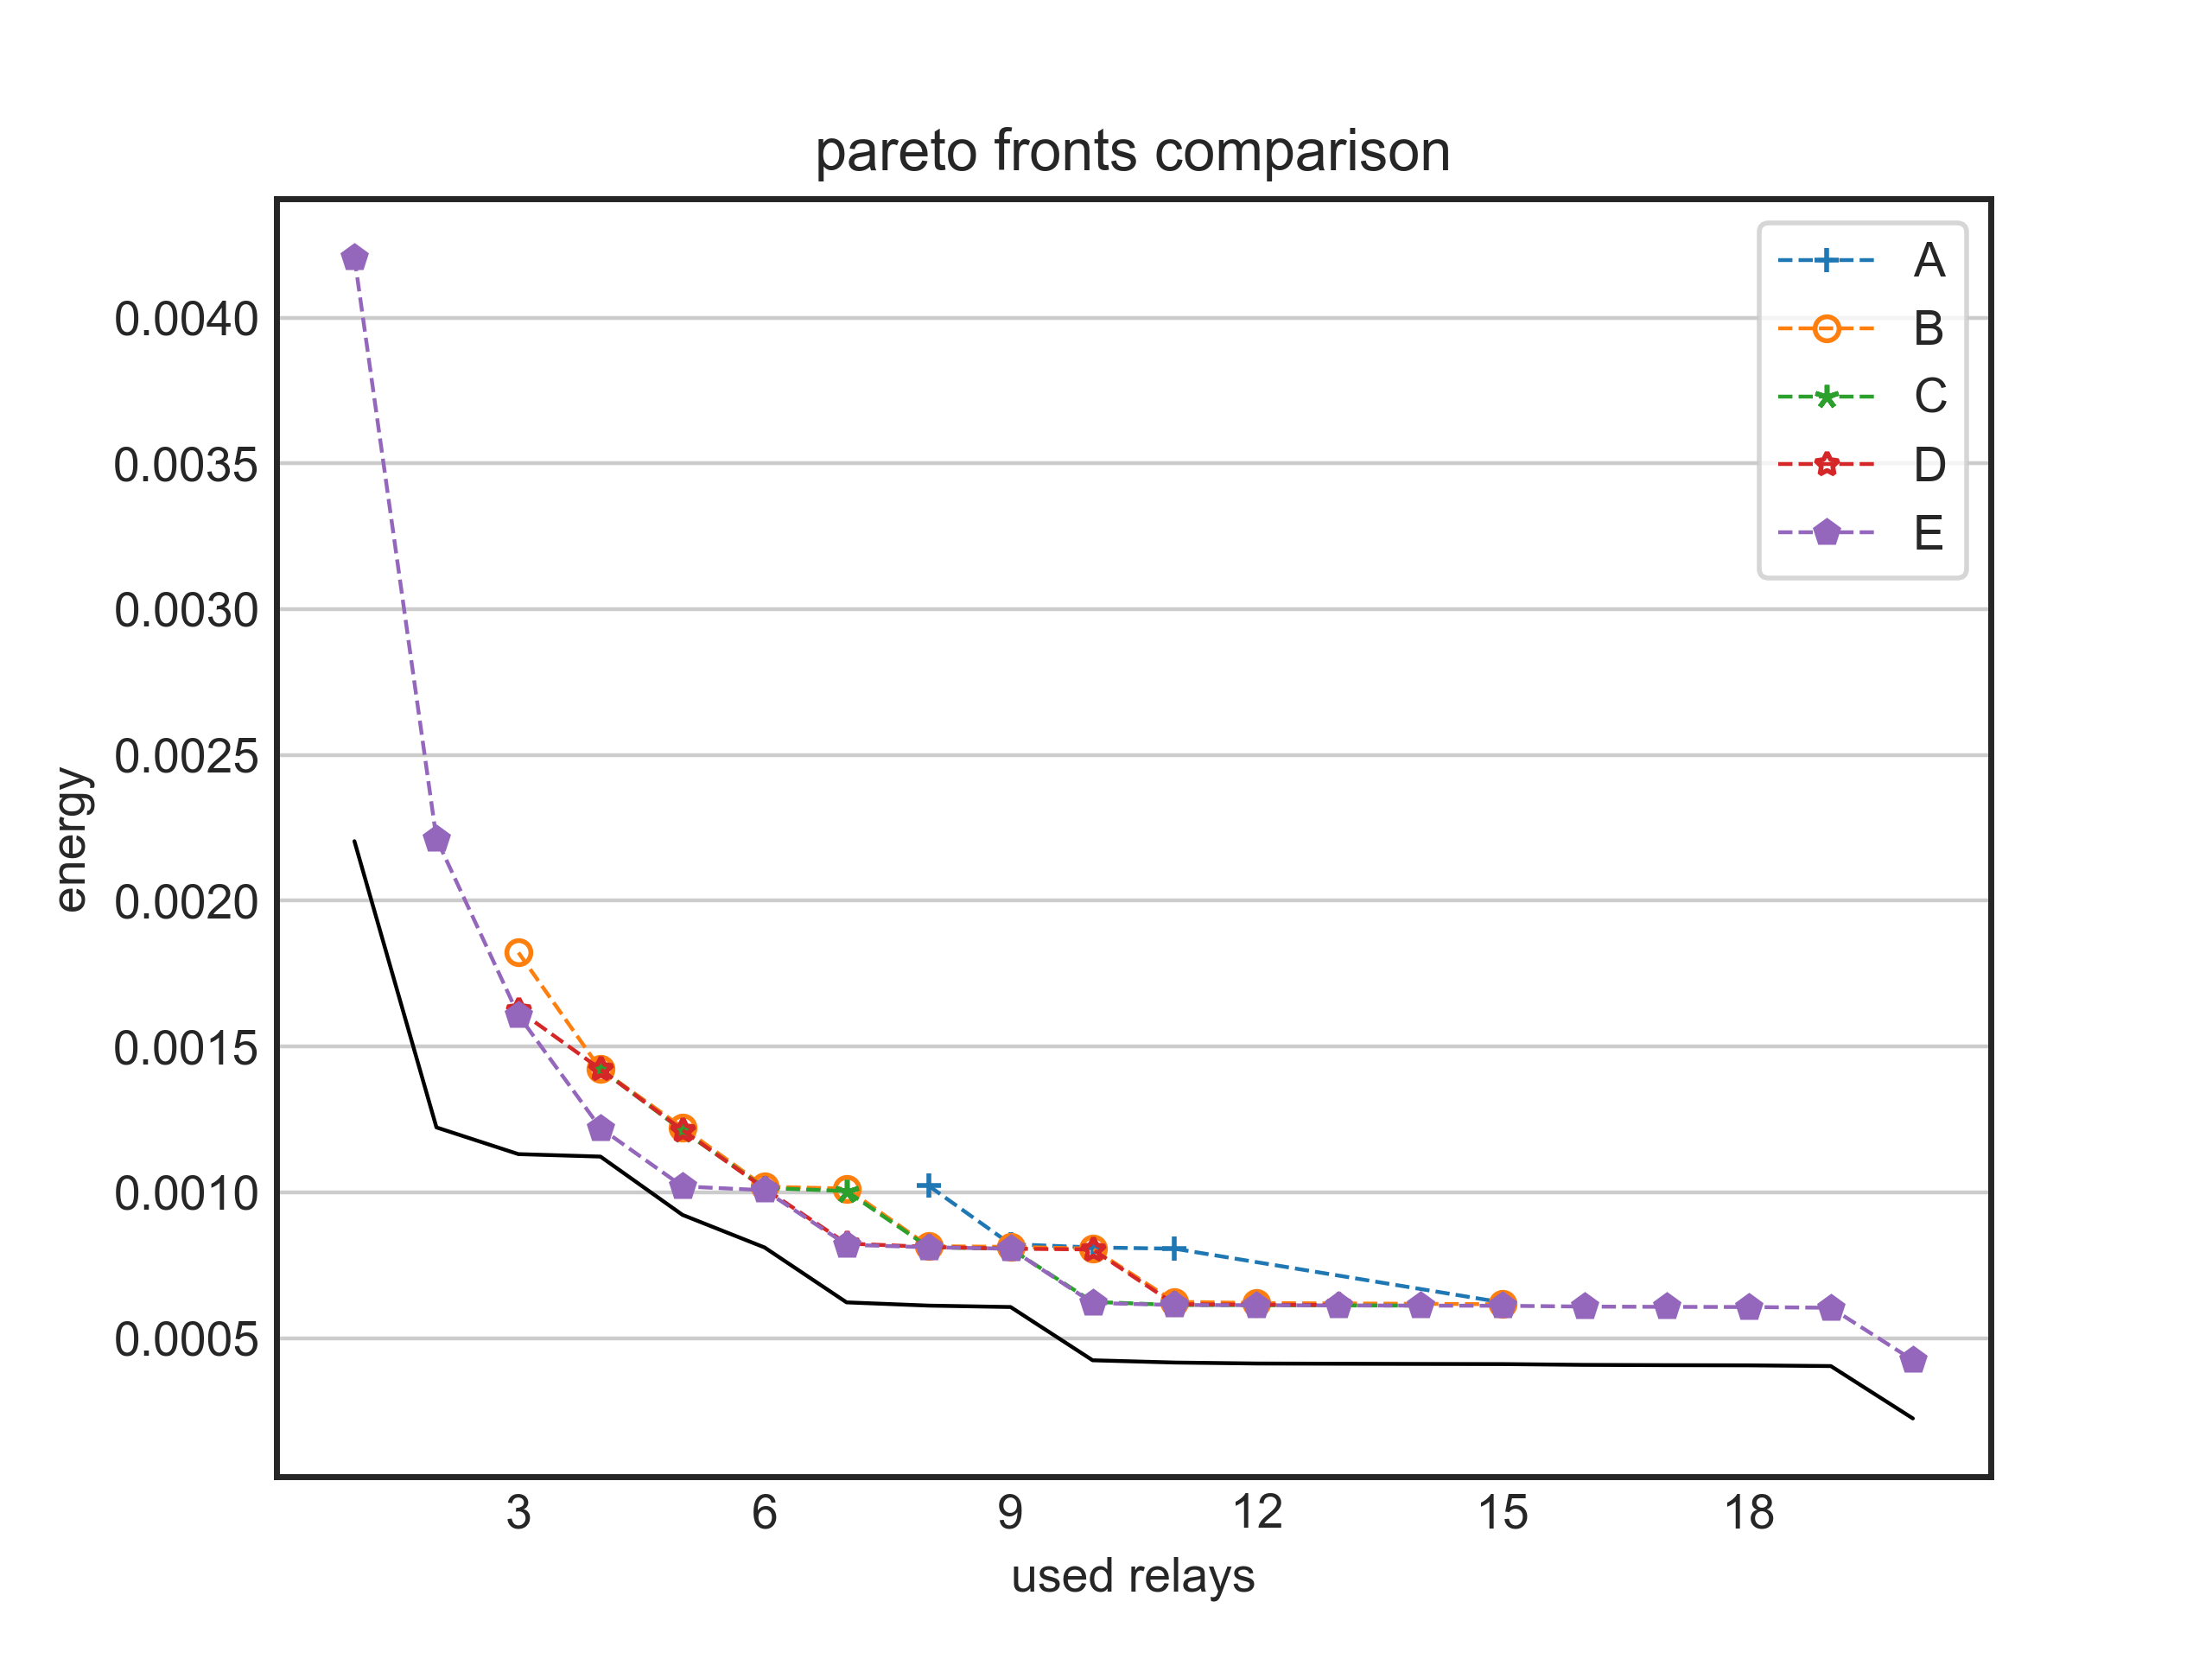 pareto fronts comparison
A
B
C
D
E
0.0040
0.0035
0.0030
0.0025
0.0020
0.0015
0.0010
0.0005
energy
3 6 9 12 15 18
used relays